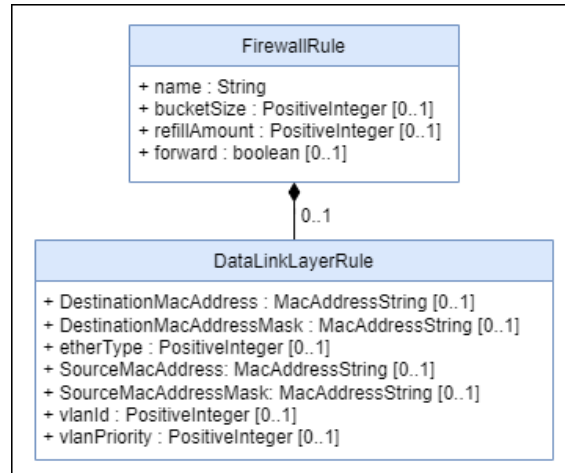 FirewallRule
+ name : String
+ bucketSize : PositiveInteger [0..1]
+ refillAmount : PositiveInteger [0..1]
+ forward : boolean [0..1]
0..1
DataLinkLayerRule
+ DestinationMacAddress : MacAddressString [0..1]
+ DestinationMacAddressMask : MacAddressString [0..1]
+ etherType : PositiveInteger [0..1]
+ SourceMacAddress: MacAddressString [0..1]
+ SourceMacAddressMask: MacAddressString [0..1]
+ vlanId : PositiveInteger [0..1]
+ vlanPriority : PositiveInteger [0..1]